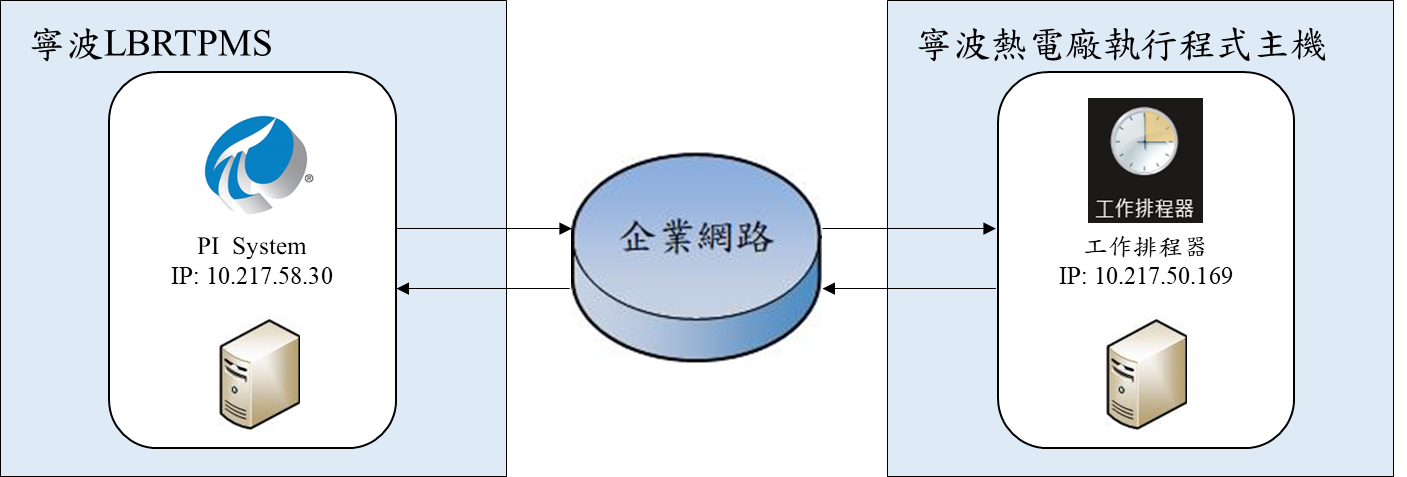 寧波LBRTPMS
®
PI System
IP: 10.217.58.30
企業網路
寧波熱電廠執行程式主機
工作排程器
工作排程器
IP: 10.217.50.169